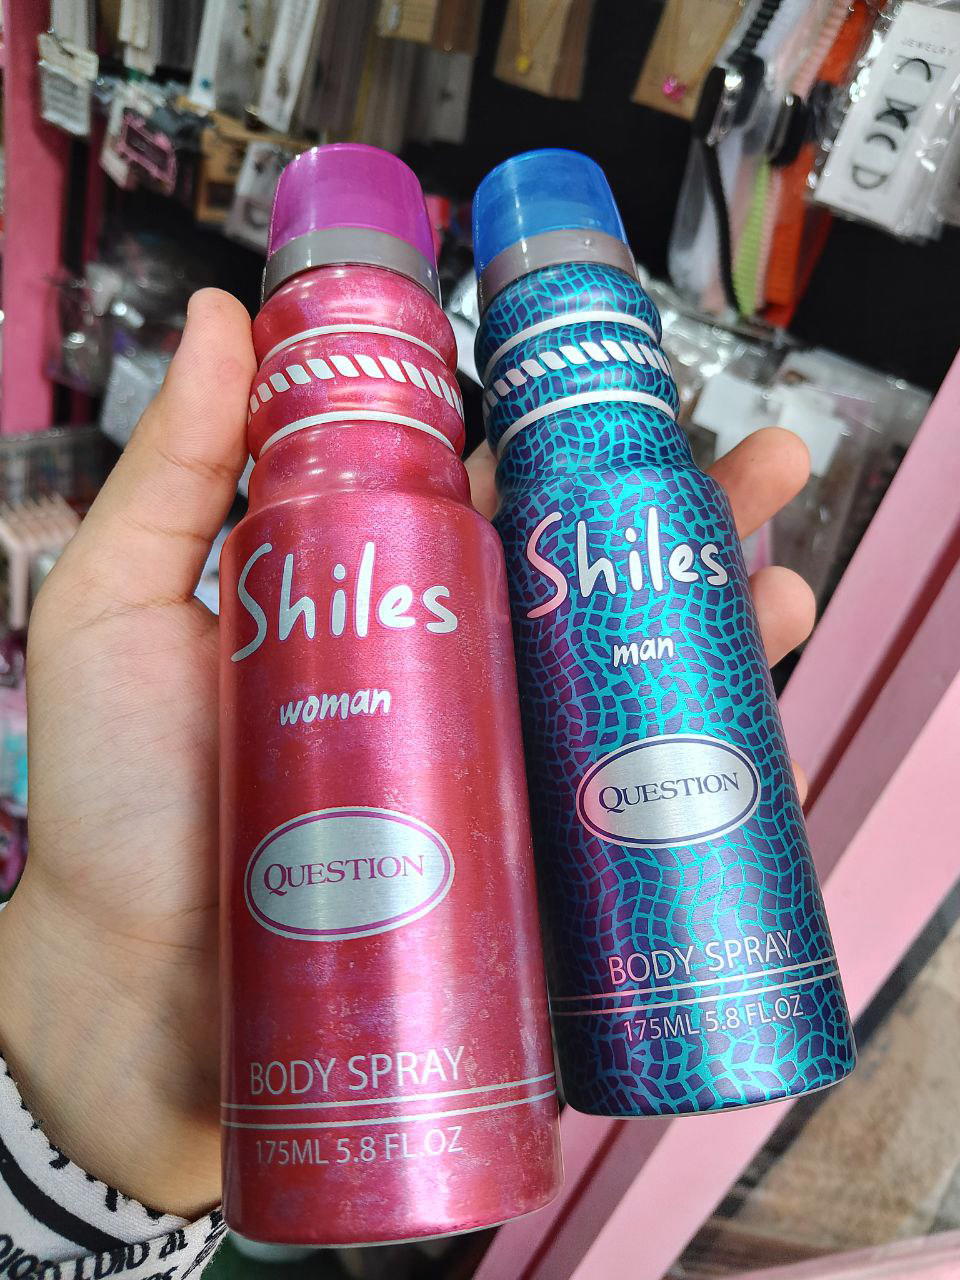 JEWELRY
Shiles
woman
QUESTION
BODY SPRAY
175ML 5.8 FL.OZ
Shiles
man
QUESTION
BODY SPRAY
175ML 5.8 FL.OZ